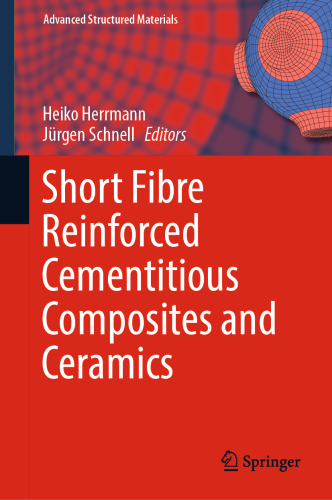 Advanced Structured Materials
Heiko Herrmann
Jürgen Schnell Editors
Short Fibre
Reinforced
Cementitious
Composites and
Ceramics
Springer